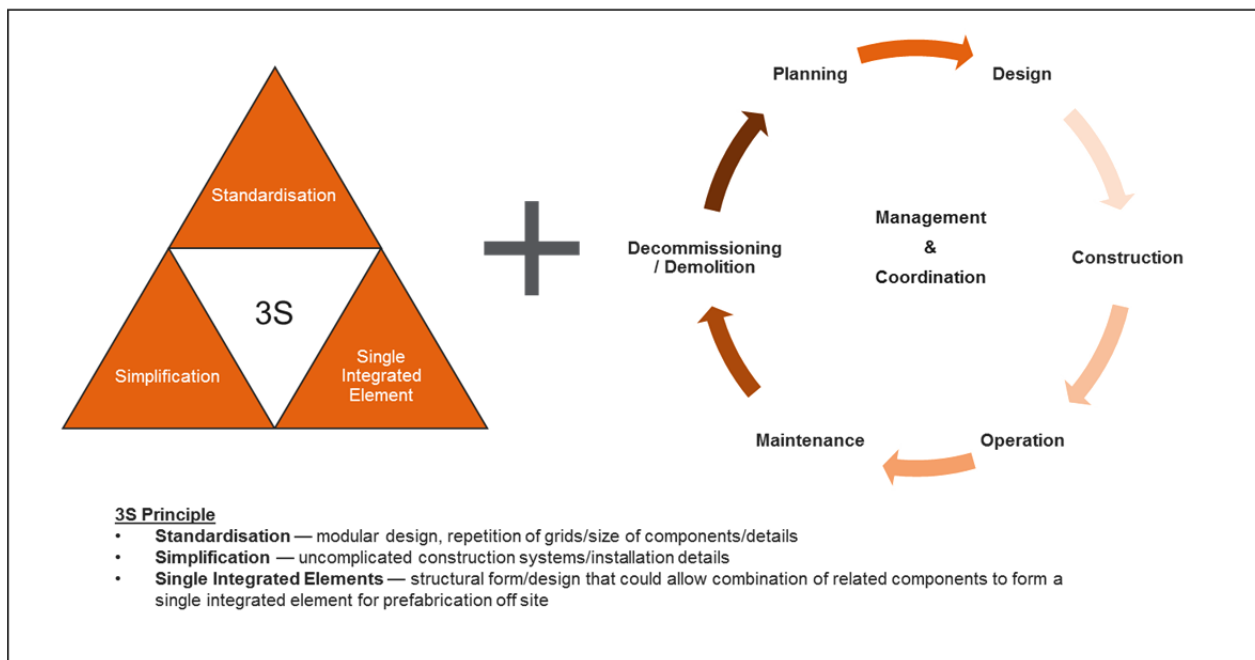 Standardisation
3S
Simplification
Single
Integrated
Element
Planning
Design
Construction
Operation
Maintenance
Decommissioning
/ Demolition
Management
&
Coordination
3S Principle
• Standardisation — modular design, repetition of grids/size of components/details
• Simplification — uncomplicated construction systems/installation details
• Single Integrated Elements — structural form/design that could allow combination of related components to form a
single integrated element for prefabrication off site